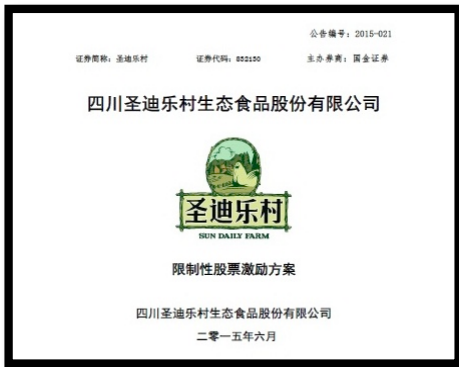 公告编号：2015-021
证券简称：圣迪乐村 证券代码：832130 主办券商：国金证券
四川圣迪乐村生态食品股份有限公司
圣迪乐村
SUN DAILY FARM
限制性股票激励方案
四川圣迪乐村生态食品股份有限公司
二零一五年六月